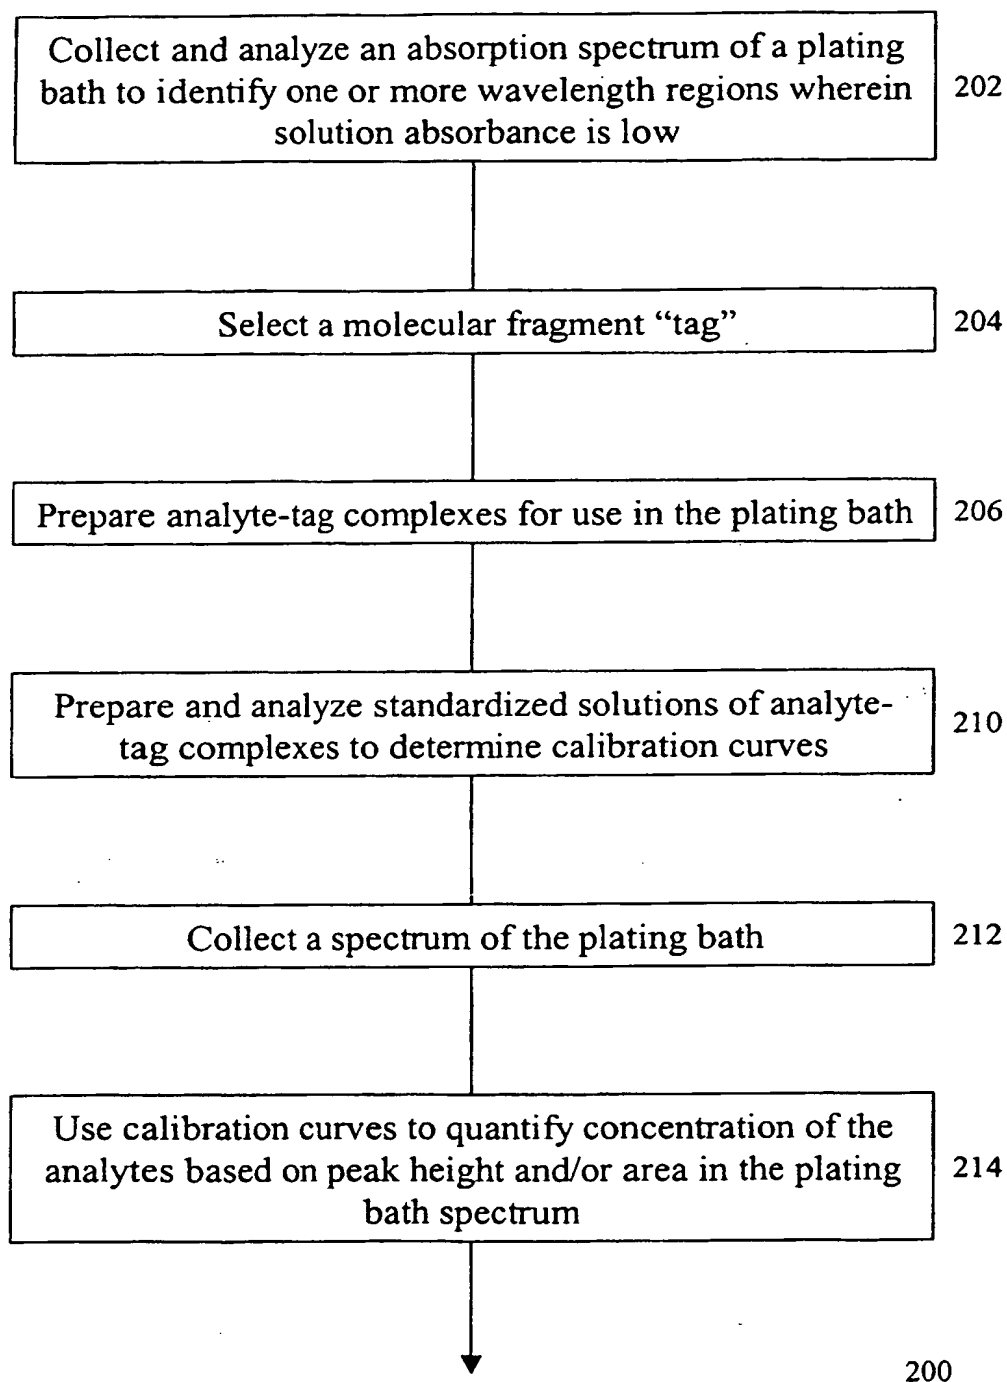 Collect and analyze an absorption spectrum of a plating
bath to identify one or more wavelength regions wherein
solution absorbance is low
202
Select a molecular fragment “tag”
204
Prepare analyte-tag complexes for use in the plating bath
206
Prepare and analyze standardized solutions of analyte-
tag complexes to determine calibration curves
210
Collect a spectrum of the plating bath
212
Use calibration curves to quantify concentration of the
analytes based on peak height and/or area in the plating
bath spectrum
214
200